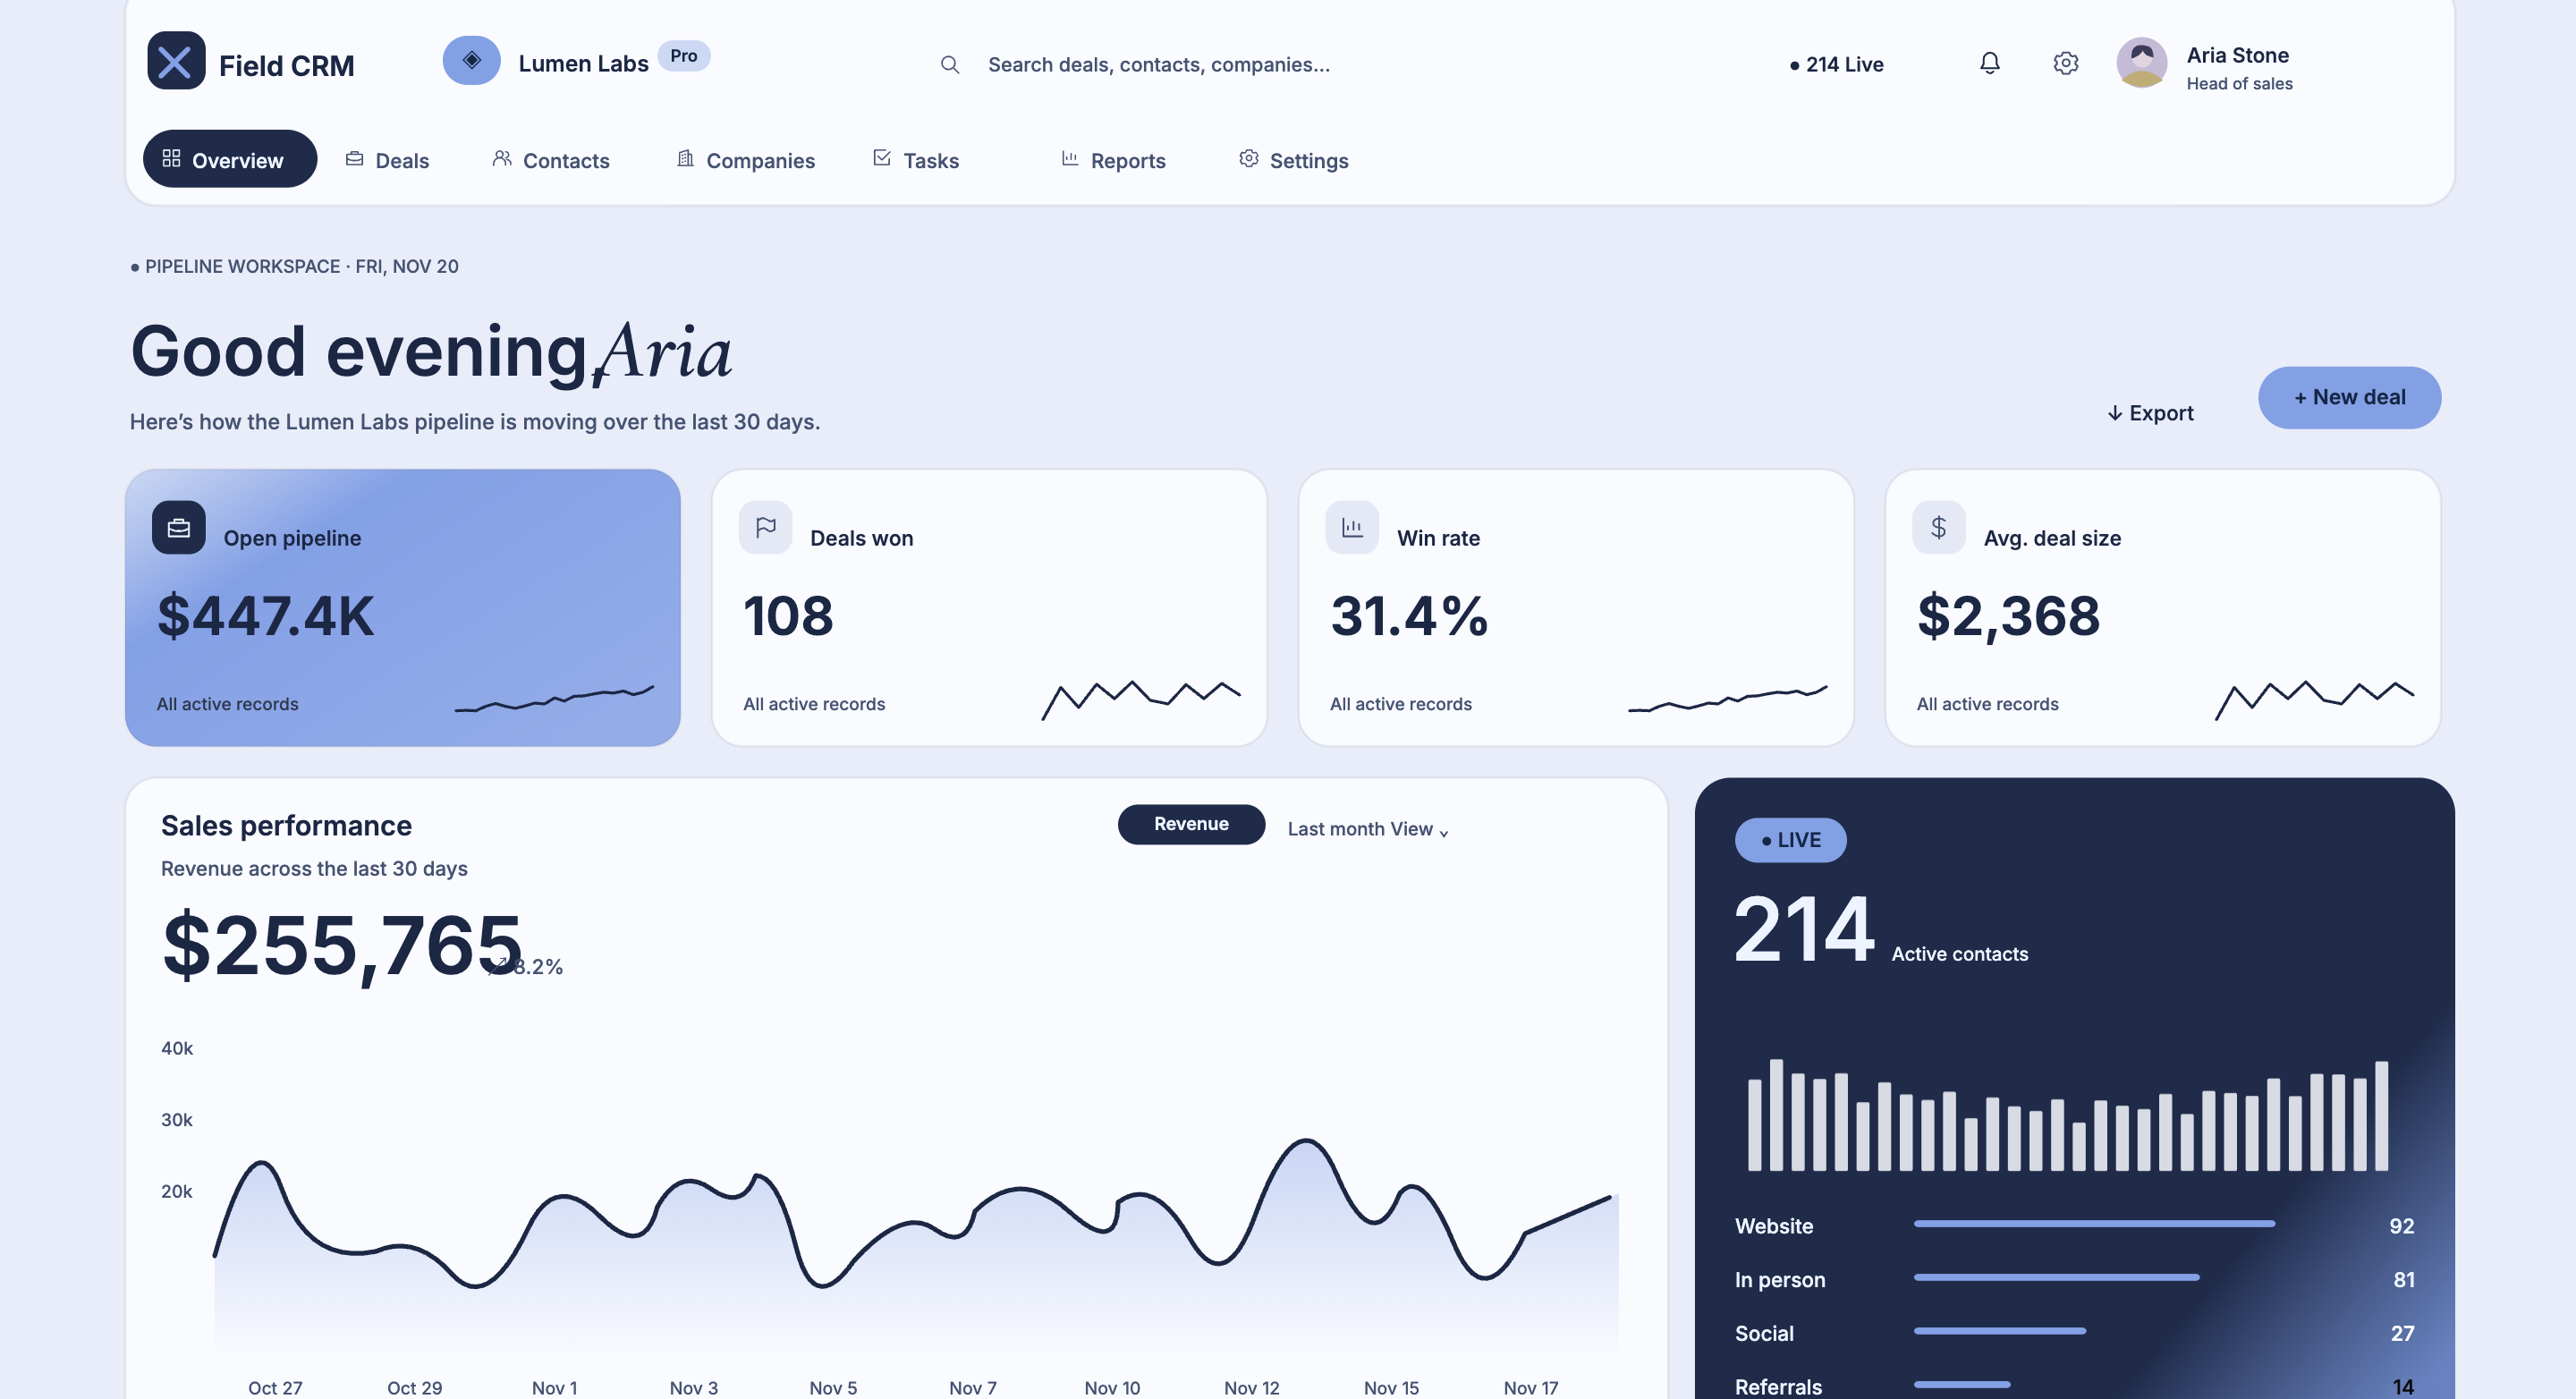 Field CRM
Lumen Labs
Pro
Search deals, contacts, companies...
• 214 Live
Aria Stone
Head of sales
Overview
Deals
Contacts
Companies
Tasks
Reports
Settings
• PIPELINE WORKSPACE · FRI, NOV 20
Good evening, Aria
Here’s how the Lumen Labs pipeline is moving over the last 30 days.
↓ Export
+ New deal
Open pipeline
$447.4K
All active records
Deals won
108
All active records
Win rate
31.4%
All active records
Avg. deal size
$2,368
All active records
Sales performance
Revenue
Last month View
Revenue across the last 30 days
$255,765
↗ 8.2%
40k
30k
20k
Oct 27
Oct 29
Nov 1
Nov 3
Nov 5
Nov 7
Nov 10
Nov 12
Nov 15
Nov 17
• LIVE
214 Active contacts
Website 92
In person 81
Social 27
Referrals 14